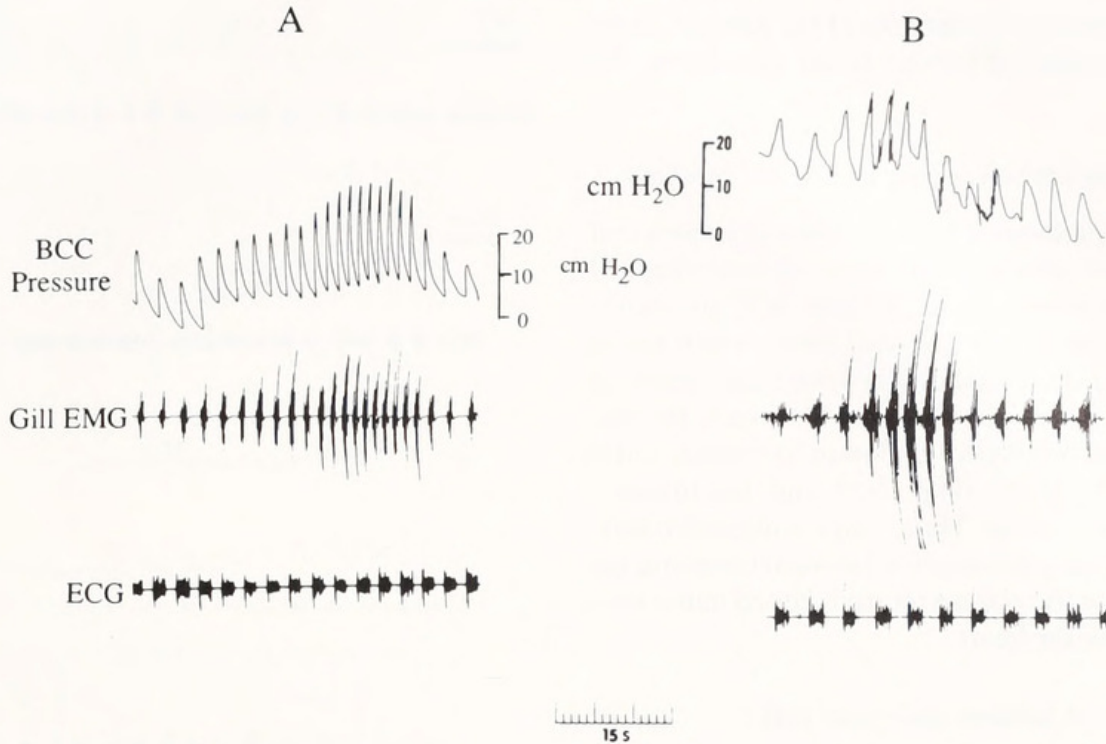 A
B
BCC
Pressure
20
10
0
cm H₂O
cm H₂O
20
10
0
Gill EMG
ECG
15 s